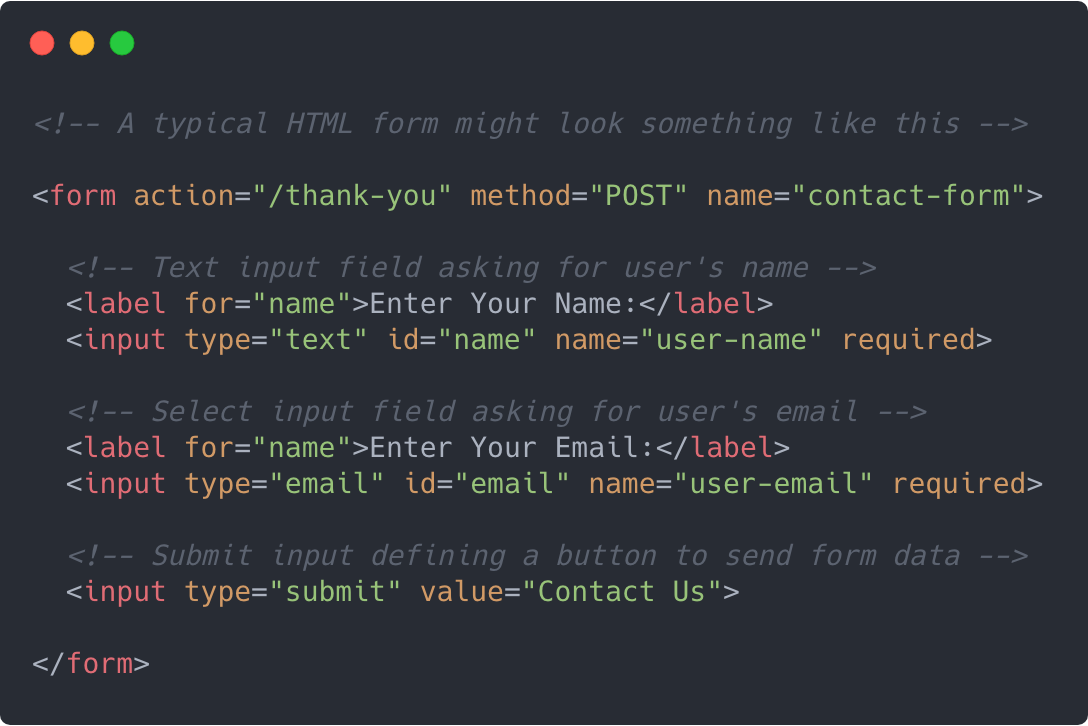 <!-- A typical HTML form might look something like this -->
<form action="/thank-you" method="POST" name="contact-form">
<!-- Text input field asking for user's name -->
<label for="name">Enter Your Name:</label>
<input type="text" id="name" name="user-name" required>
<!-- Select input field asking for user's email -->
<label for="name">Enter Your Email:</label>
<input type="email" id="email" name="user-email" required>
<!-- Submit input defining a button to send form data -->
<input type="submit" value="Contact Us">
</form>